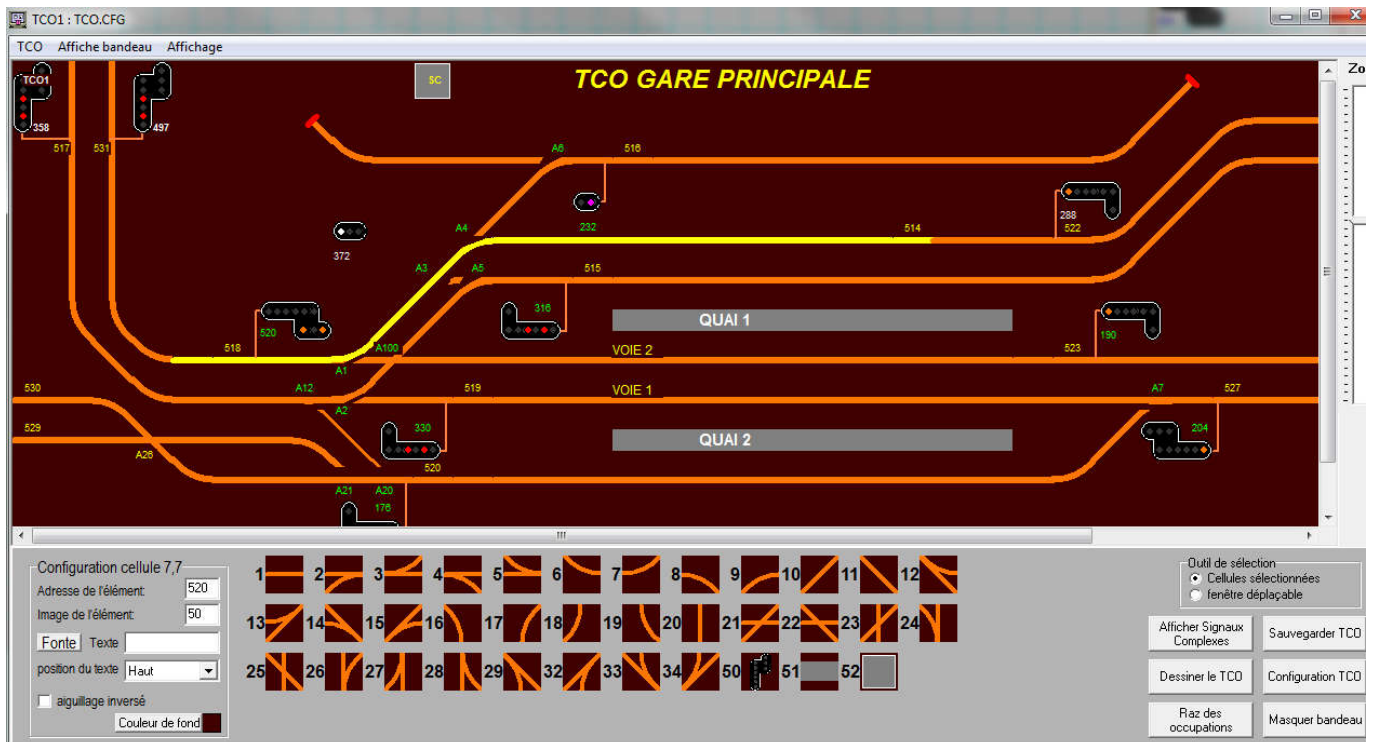 TCO1 : TCO.CFG
TCO Affiche bandeau Affichage
TCO1
SC
TCO GARE PRINCIPALE
Zo
358
497
517
531
A6
516
288
522
A4
232
514
372
A3
A5
515
316
QUAI 1
520
190
518
A100
VOIE 2
523
A1
530
A12
519
VOIE 1
A7
527
A2
529
330
QUAI 2
204
A26
520
A21
A20
176
Configuration cellule 7,7
Adresse de l'élément: 520
Image de l'élément: 50
Fonte Texte
position du texte Haut
aiguillage inversé
Couleur de fond
1 2 3 4 5 6 7 8 9 10 11 12
13 14 15 16 17 18 19 20 21 22 23 24
25 26 27 28 29 32 33 34 50 51 52
Outil de sélection
Cellules sélectionnées
fenêtre déplaçable
Afficher Signaux Complexes
Sauvegarder TCO
Dessiner le TCO
Configuration TCO
Raz des occupations
Masquer bandeau